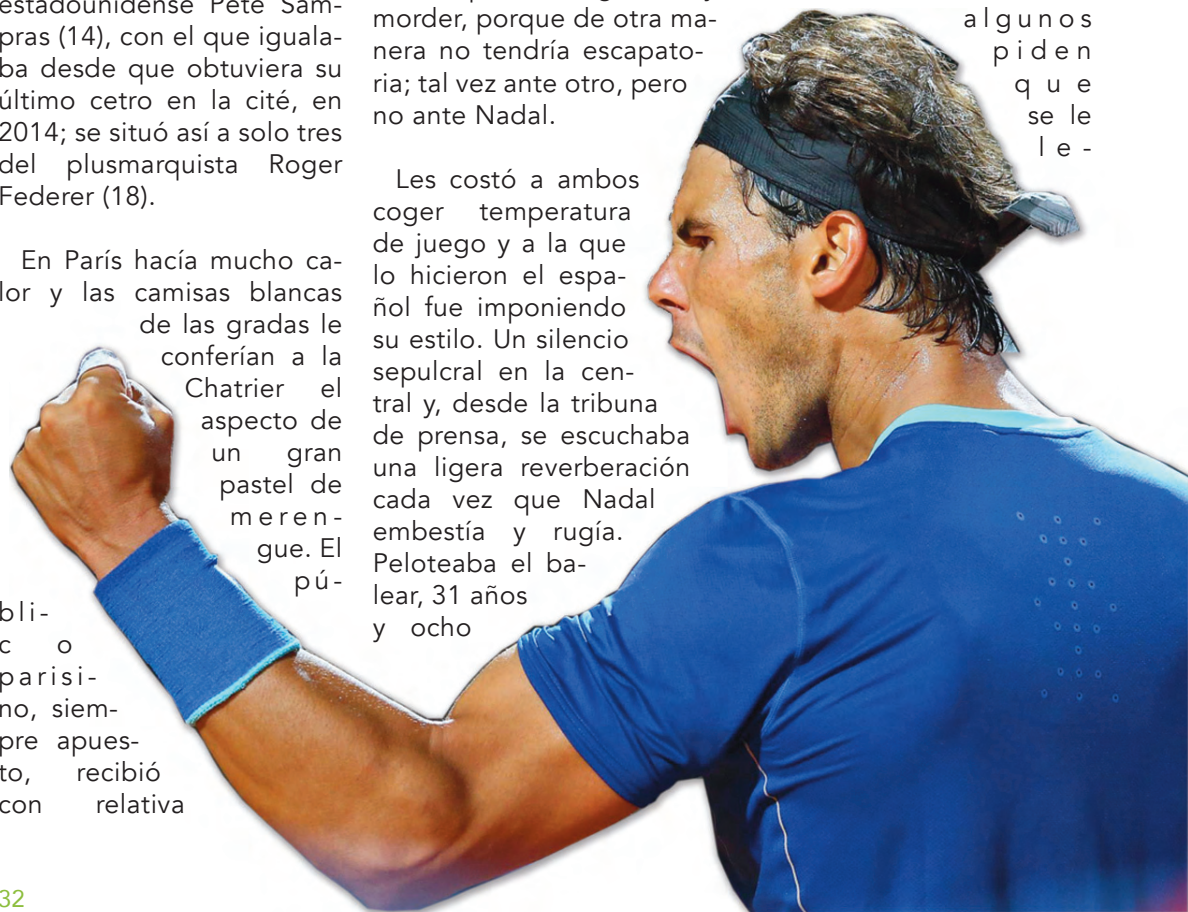 estadounidense Pete Sam-
pras (14), con el que iguala-
ba desde que obtuviera su
último cetro en la cité, en
2014; se situó así a solo tres
del plusmarquista Roger
Federer (18).
En París hacía mucho ca-
lor y las camisas blancas
de las gradas le
conferían a la
Chatrier el
aspecto de
un gran
pastel de
meren-
gue. El
pú-
bli-
co
parisi-
no, siem-
pre apues-
to, recibió
con relativa
morder, porque de otra ma-
nera no tendría escapato-
ria; tal vez ante otro, pero
no ante Nadal.
Les costó a ambos
coger temperatura
de juego y a la que
lo hicieron el espa-
ñol fue imponiendo
su estilo. Un silencio
sepulcral en la cen-
tral y, desde la tribuna
de prensa, se escuchaba
una ligera reverberación
cada vez que Nadal
embestía y rugía.
Peloteaba el ba-
lear, 31 años
y ocho
algunos
piden
que
se le
le-
32